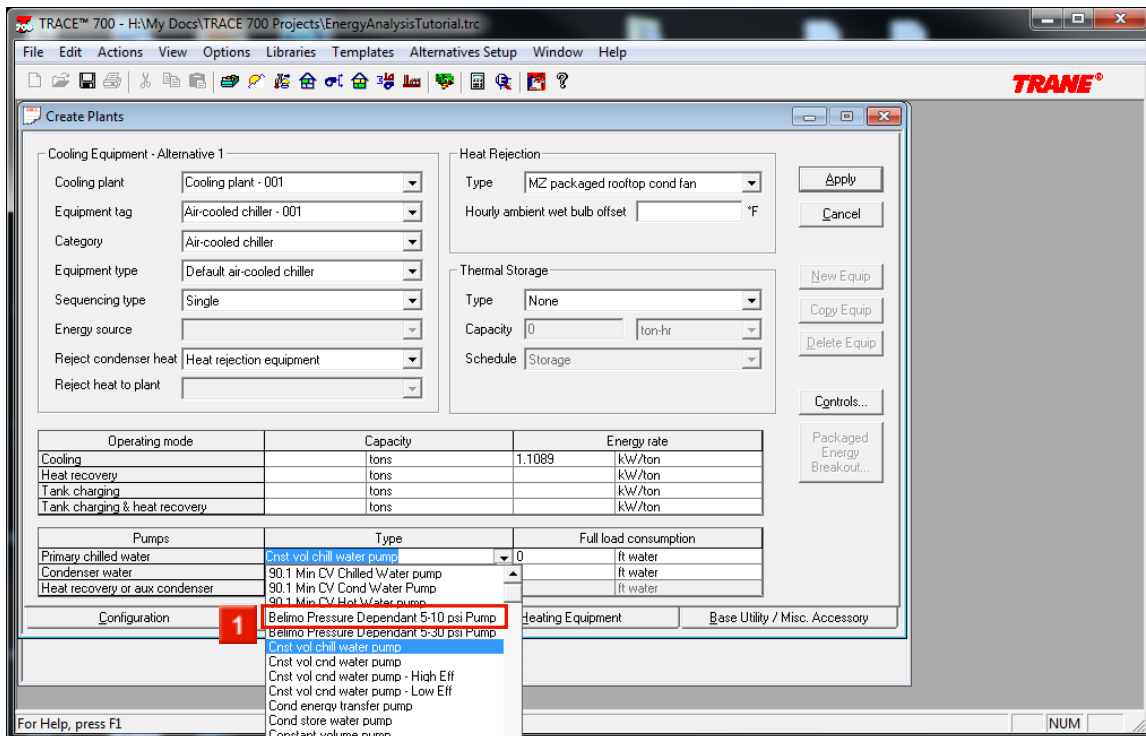 TRACE™ 700 - H:\My Docs\TRACE 700 Projects\EnergyAnalysisTutorial.trc
File Edit Actions View Options Libraries Templates Alternatives Setup Window Help
TRANE®
Create Plants
Cooling Equipment - Alternative 1
Cooling plant Cooling plant - 001
Equipment tag Air-cooled chiller - 001
Category Air-cooled chiller
Equipment type Default air-cooled chiller
Sequencing type Single
Energy source
Reject condenser heat Heat rejection equipment
Reject heat to plant
Heat Rejection
Type MZ packaged rooftop cond fan
Hourly ambient wet bulb offset °F
Thermal Storage
Type None
Capacity 0 ton-hr
Schedule Storage
Apply
Cancel
New Equip
Copy Equip
Delete Equip
Controls...
Packaged
Energy
Breakout...
Operating mode Capacity Energy rate
Cooling tons 1.1089 kW/ton
Heat recovery tons kW/ton
Tank charging tons kW/ton
Tank charging & heat recovery tons kW/ton
Pumps Type Full load consumption
Primary chilled water Cnst vol chill water pump 0 ft water
Condenser water ft water
Heat recovery or aux condenser ft water
90.1 Min CV Chilled Water pump
90.1 Min CV Cond Water Pump
90.1 Min CV Hot Water pump
1 Belimo Pressure Dependant 5-10 psi Pump
Belimo Pressure Dependant 5-30 psi Pump
Cnst vol chill water pump
Cnst vol cnd water pump
Cnst vol cnd water pump - High Eff
Cnst vol cnd water pump - Low Eff
Cond energy transfer pump
Cond store water pump
Constant volume pump
Configuration Heating Equipment Base Utility / Misc. Accessory
For Help, press F1 NUM